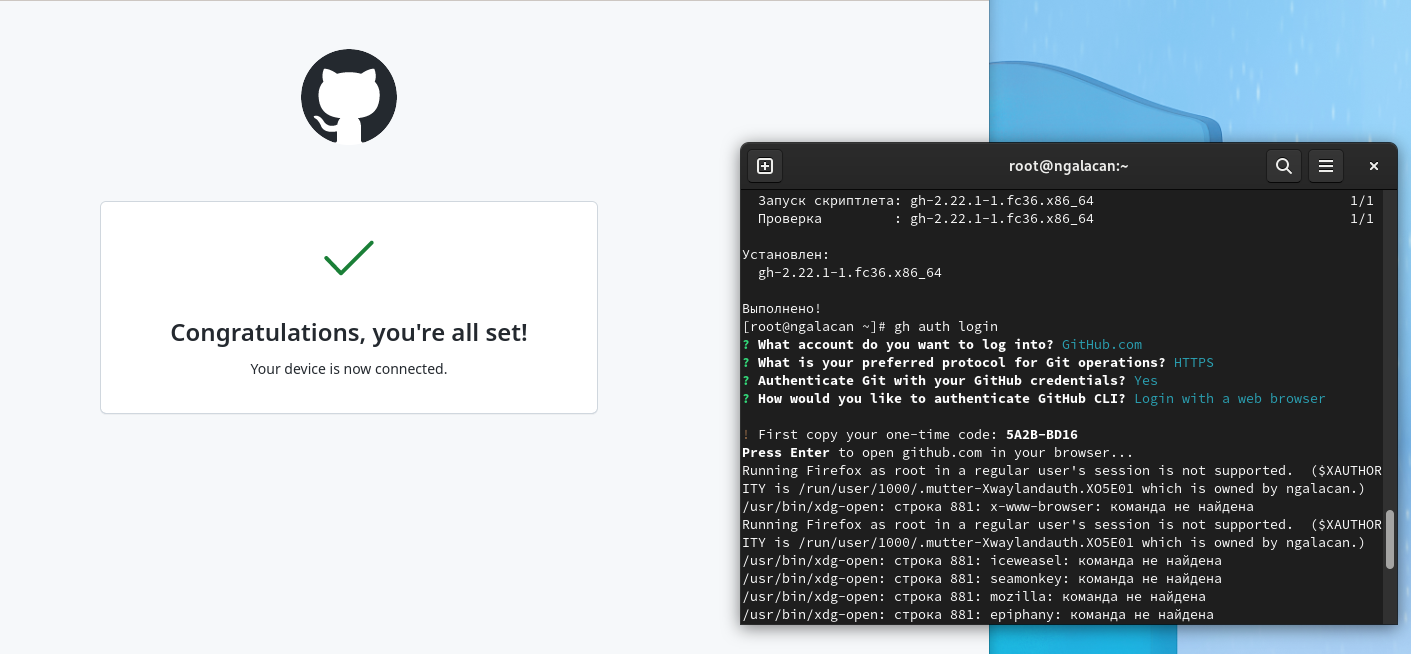 Congratulations, you're all set!
Your device is now connected.
root@ngalacan:~
Запуск скриптлета: gh-2.22.1-1.fc36.x86_64 1/1
Проверка : gh-2.22.1-1.fc36.x86_64 1/1
Установлен:
gh-2.22.1-1.fc36.x86_64
Выполнено!
[root@ngalacan ~]# gh auth login
? What account do you want to log into? GitHub.com
? What is your preferred protocol for Git operations? HTTPS
? Authenticate Git with your GitHub credentials? Yes
? How would you like to authenticate GitHub CLI? Login with a web browser
! First copy your one-time code: 5A2B-BD16
Press Enter to open github.com in your browser...
Running Firefox as root in a regular user's session is not supported.  ($XAUTHOR
ITY is /run/user/1000/.mutter-Xwaylandauth.XO5E01 which is owned by ngalacan.)
/usr/bin/xdg-open: строка 881: x-www-browser: команда не найдена
Running Firefox as root in a regular user's session is not supported.  ($XAUTHOR
ITY is /run/user/1000/.mutter-Xwaylandauth.XO5E01 which is owned by ngalacan.)
/usr/bin/xdg-open: строка 881: iceweasel: команда не найдена
/usr/bin/xdg-open: строка 881: seamonkey: команда не найдена
/usr/bin/xdg-open: строка 881: mozilla: команда не найдена
/usr/bin/xdg-open: строка 881: epiphany: команда не найдена